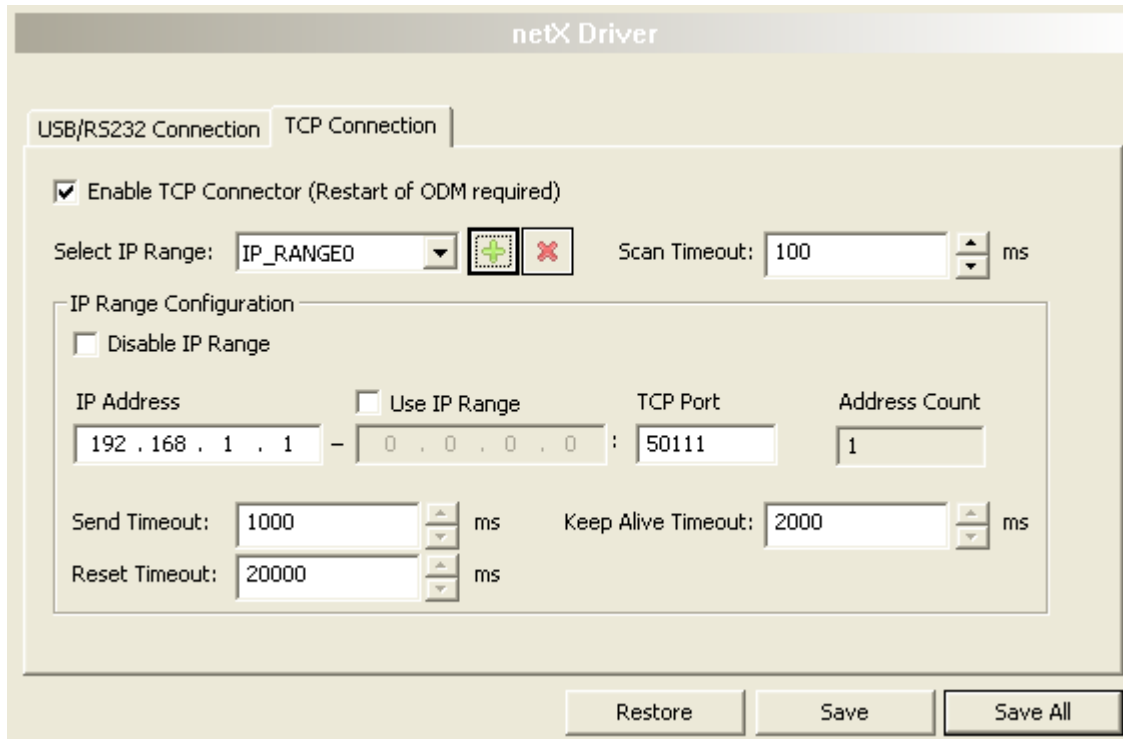 netX Driver
USB/RS232 Connection TCP Connection
Enable TCP Connector (Restart of ODM required)
Select IP Range: IP_RANGE0 Scan Timeout: 100 ms
IP Range Configuration
Disable IP Range
IP Address Use IP Range TCP Port Address Count
192 . 168 . 1 . 1 – 0 . 0 . 0 . 0 : 50111 1
Send Timeout: 1000 ms Keep Alive Timeout: 2000 ms
Reset Timeout: 20000 ms
Restore Save Save All